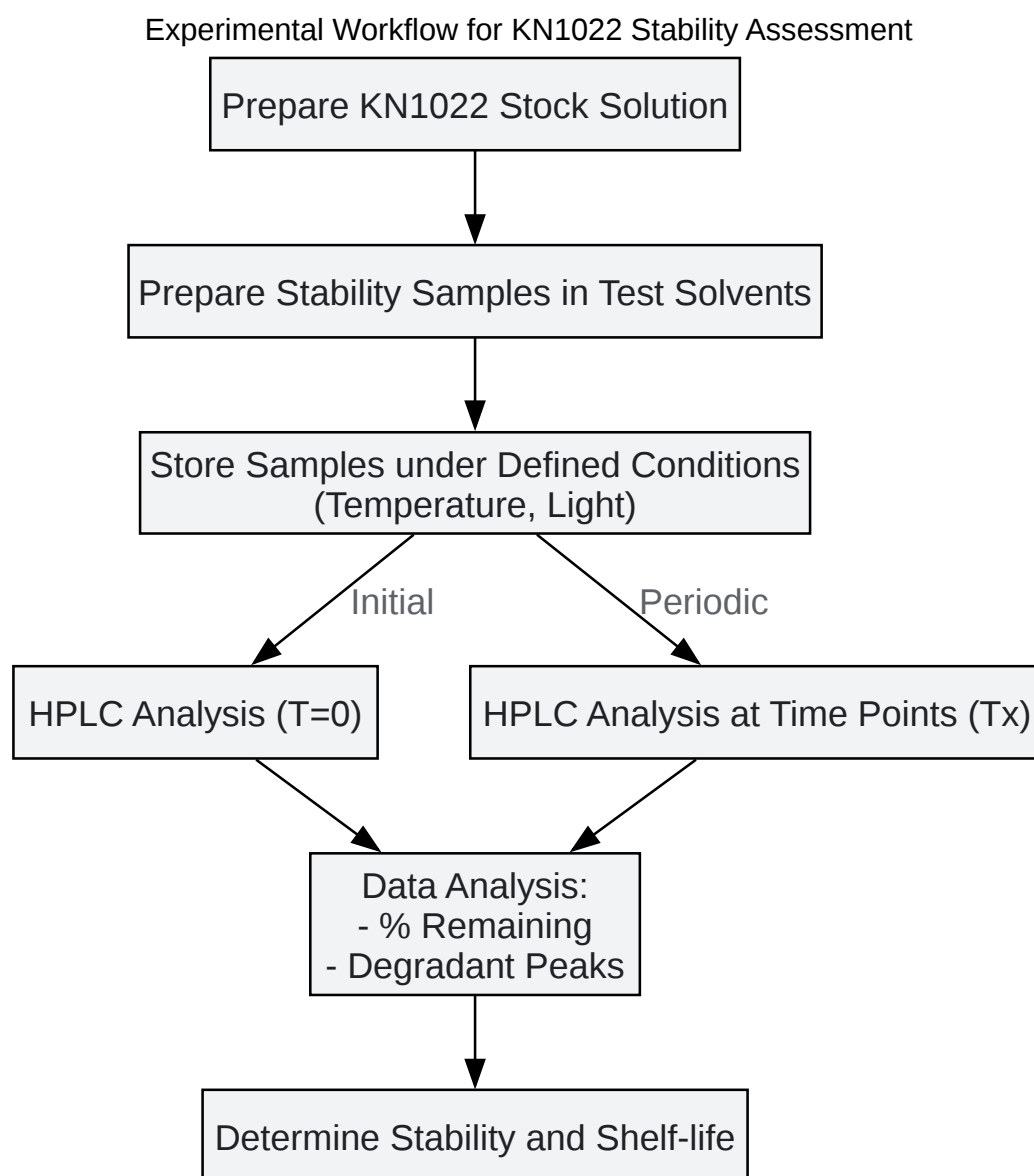 Experimental Workflow for KN1022 Stability Assessment
Prepare KN1022 Stock Solution
Prepare Stability Samples in Test Solvents
Store Samples under Defined Conditions
(Temperature, Light)
Initial
Periodic
HPLC Analysis (T=0)
HPLC Analysis at Time Points (Tx)
Data Analysis:
- % Remaining
- Degradant Peaks
Determine Stability and Shelf-life